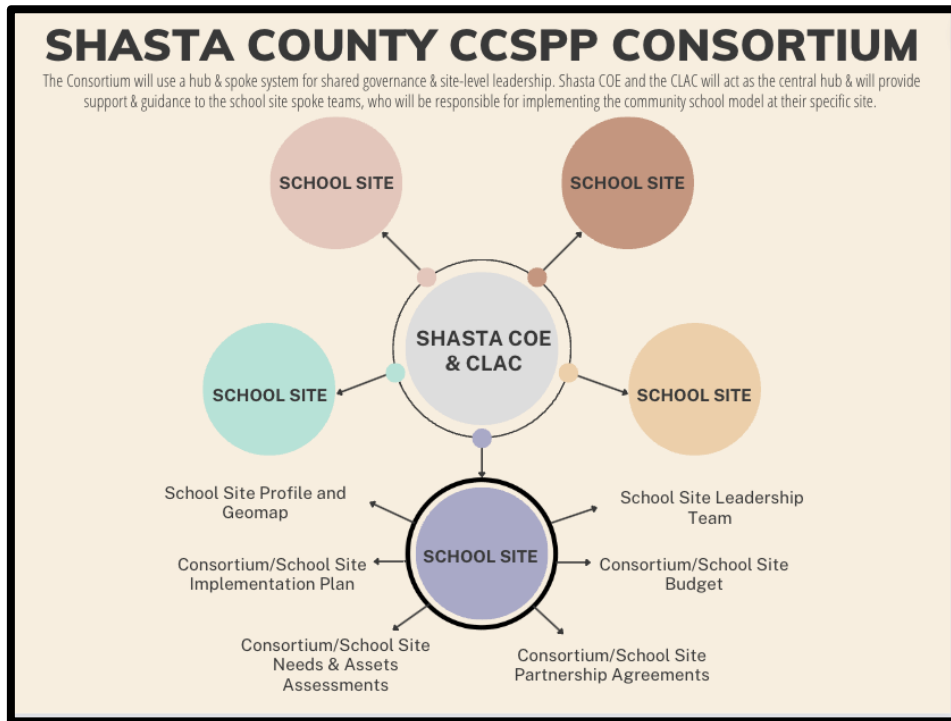 SHASTA COUNTY CCSPP CONSORTIUM
The Consortium will use a hub & spoke system for shared governance & site-level leadership. Shasta COE and the CLAC will act as the central hub & will provide
support & guidance to the school site spoke teams, who will be responsible for implementing the community school model at their specific site.
SCHOOL SITE
SCHOOL SITE
SHASTA COE
& CLAC
SCHOOL SITE
SCHOOL SITE
School Site Profile and
Geomap
School Site Leadership
Team
SCHOOL SITE
Consortium/School Site
Implementation Plan
Consortium/School Site
Budget
Consortium/School Site
Needs & Assets
Assessments
Consortium/School Site
Partnership Agreements